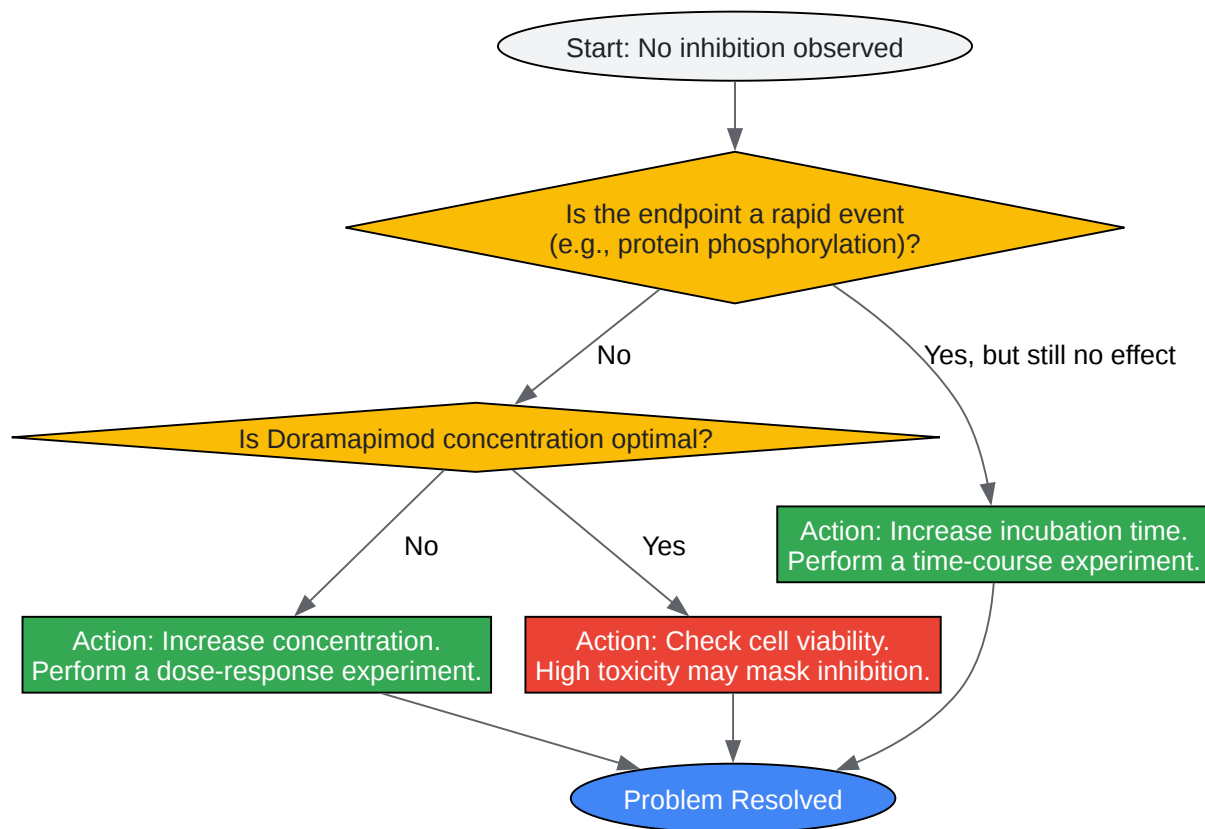 Start: No inhibition observed
Is the endpoint a rapid event
(e.g., protein phosphorylation)?
No
Yes, but still no effect
Is Doramapimod concentration optimal?
No
Yes
Action: Increase incubation time.
Perform a time-course experiment.
Action: Increase concentration.
Perform a dose-response experiment.
Action: Check cell viability.
High toxicity may mask inhibition.
Problem Resolved